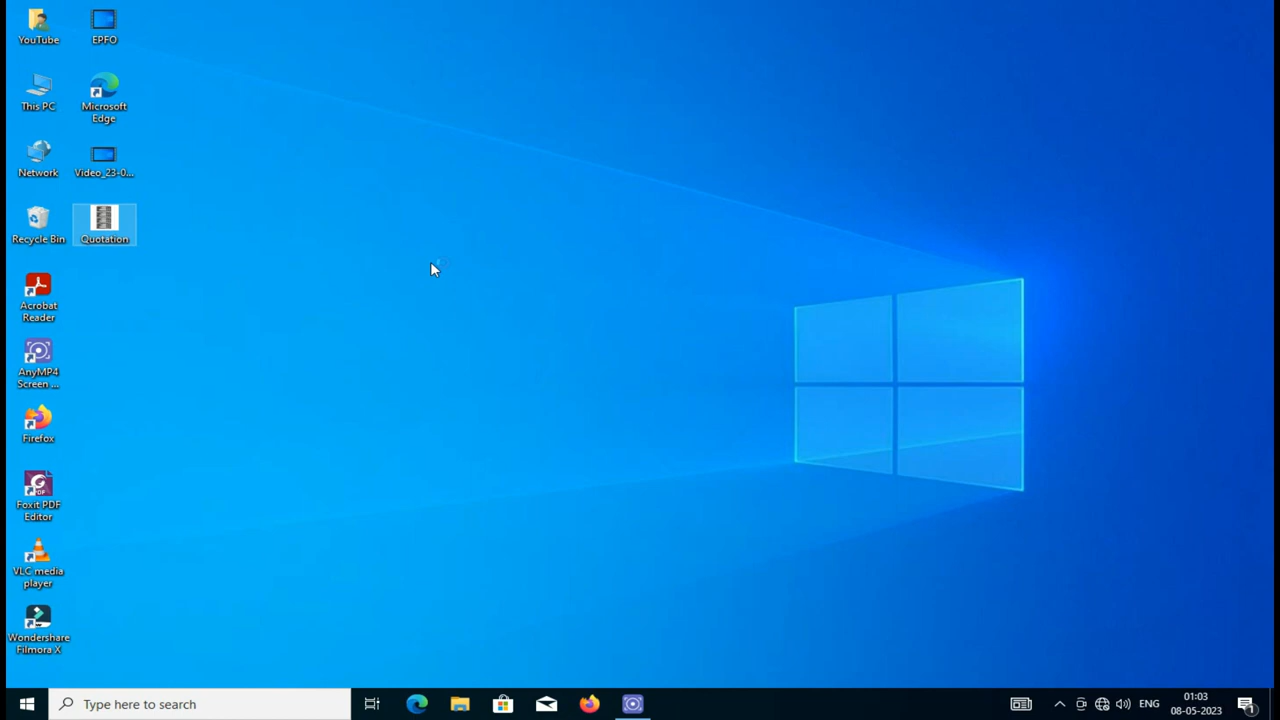 YouTube
EPFO
This PC
Microsoft
Edge
Network
Video_23-0...
Recycle Bin
Quotation
Acrobat
Reader
AnyMP4
Screen ...
Firefox
Foxit PDF
Editor
VLC media
player
Wondershare
Filmora X
Type here to search
ENG
01:03
08-05-2023
1